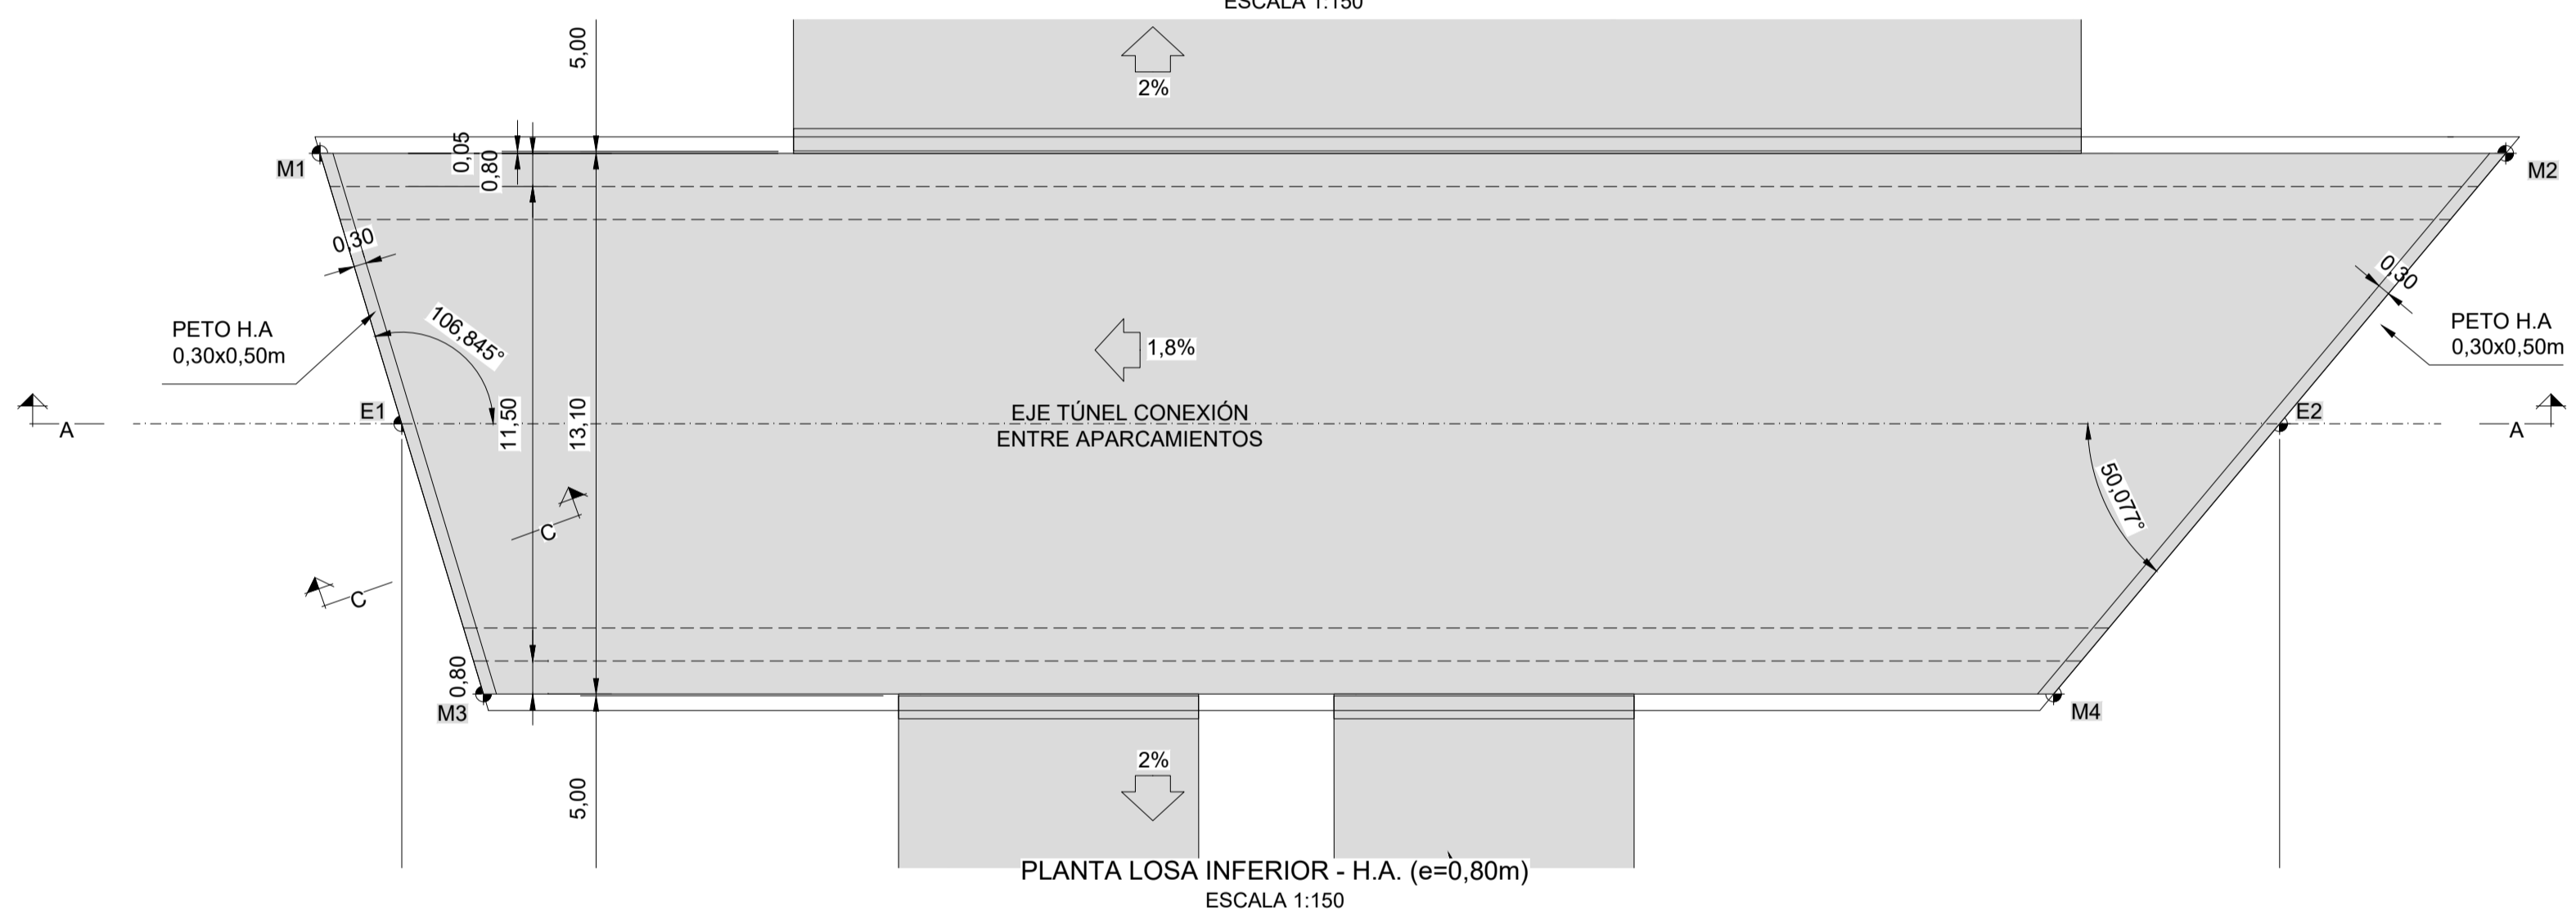 ESCALA 1:150
5,00
2%
0,05
0,80
M1
M2
0,30
0,30
PETO H.A
0,30x0,50m
106,845°
1,8%
PETO H.A
0,30x0,50m
E1
11,50
13,10
EJE TÚNEL CONEXIÓN
ENTRE APARCAMIENTOS
E2
A
A
50,077°
C
C
0,80
M3
M4
2%
5,00
PLANTA LOSA INFERIOR - H.A. (e=0,80m)
ESCALA 1:150